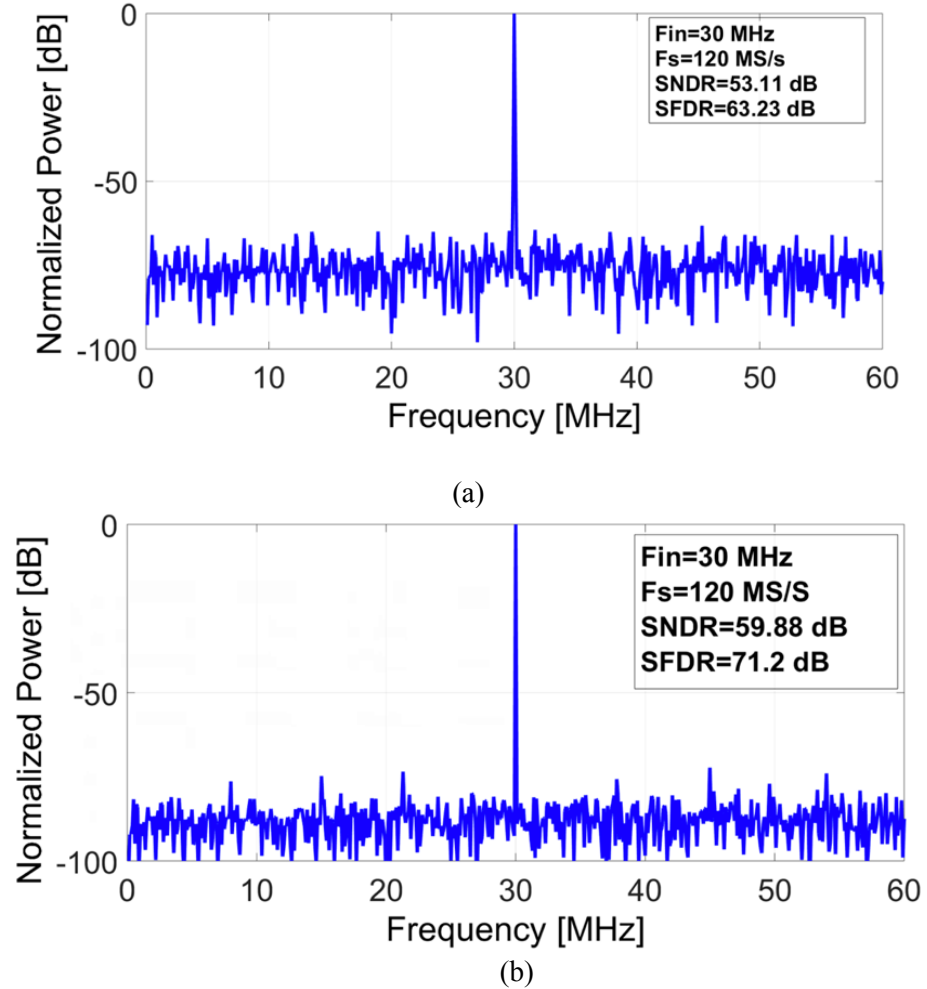 0
Fin=30 MHz
Fs=120 MS/s
SNDR=53.11 dB
SFDR=63.23 dB
-50
-100
Normalized Power [dB]
0 10 20 30 40 50 60
Frequency [MHz]
(a)
0
Fin=30 MHz
Fs=120 MS/S
SNDR=59.88 dB
SFDR=71.2 dB
-50
-100
Normalized Power [dB]
0 10 20 30 40 50 60
Frequency [MHz]
(b)